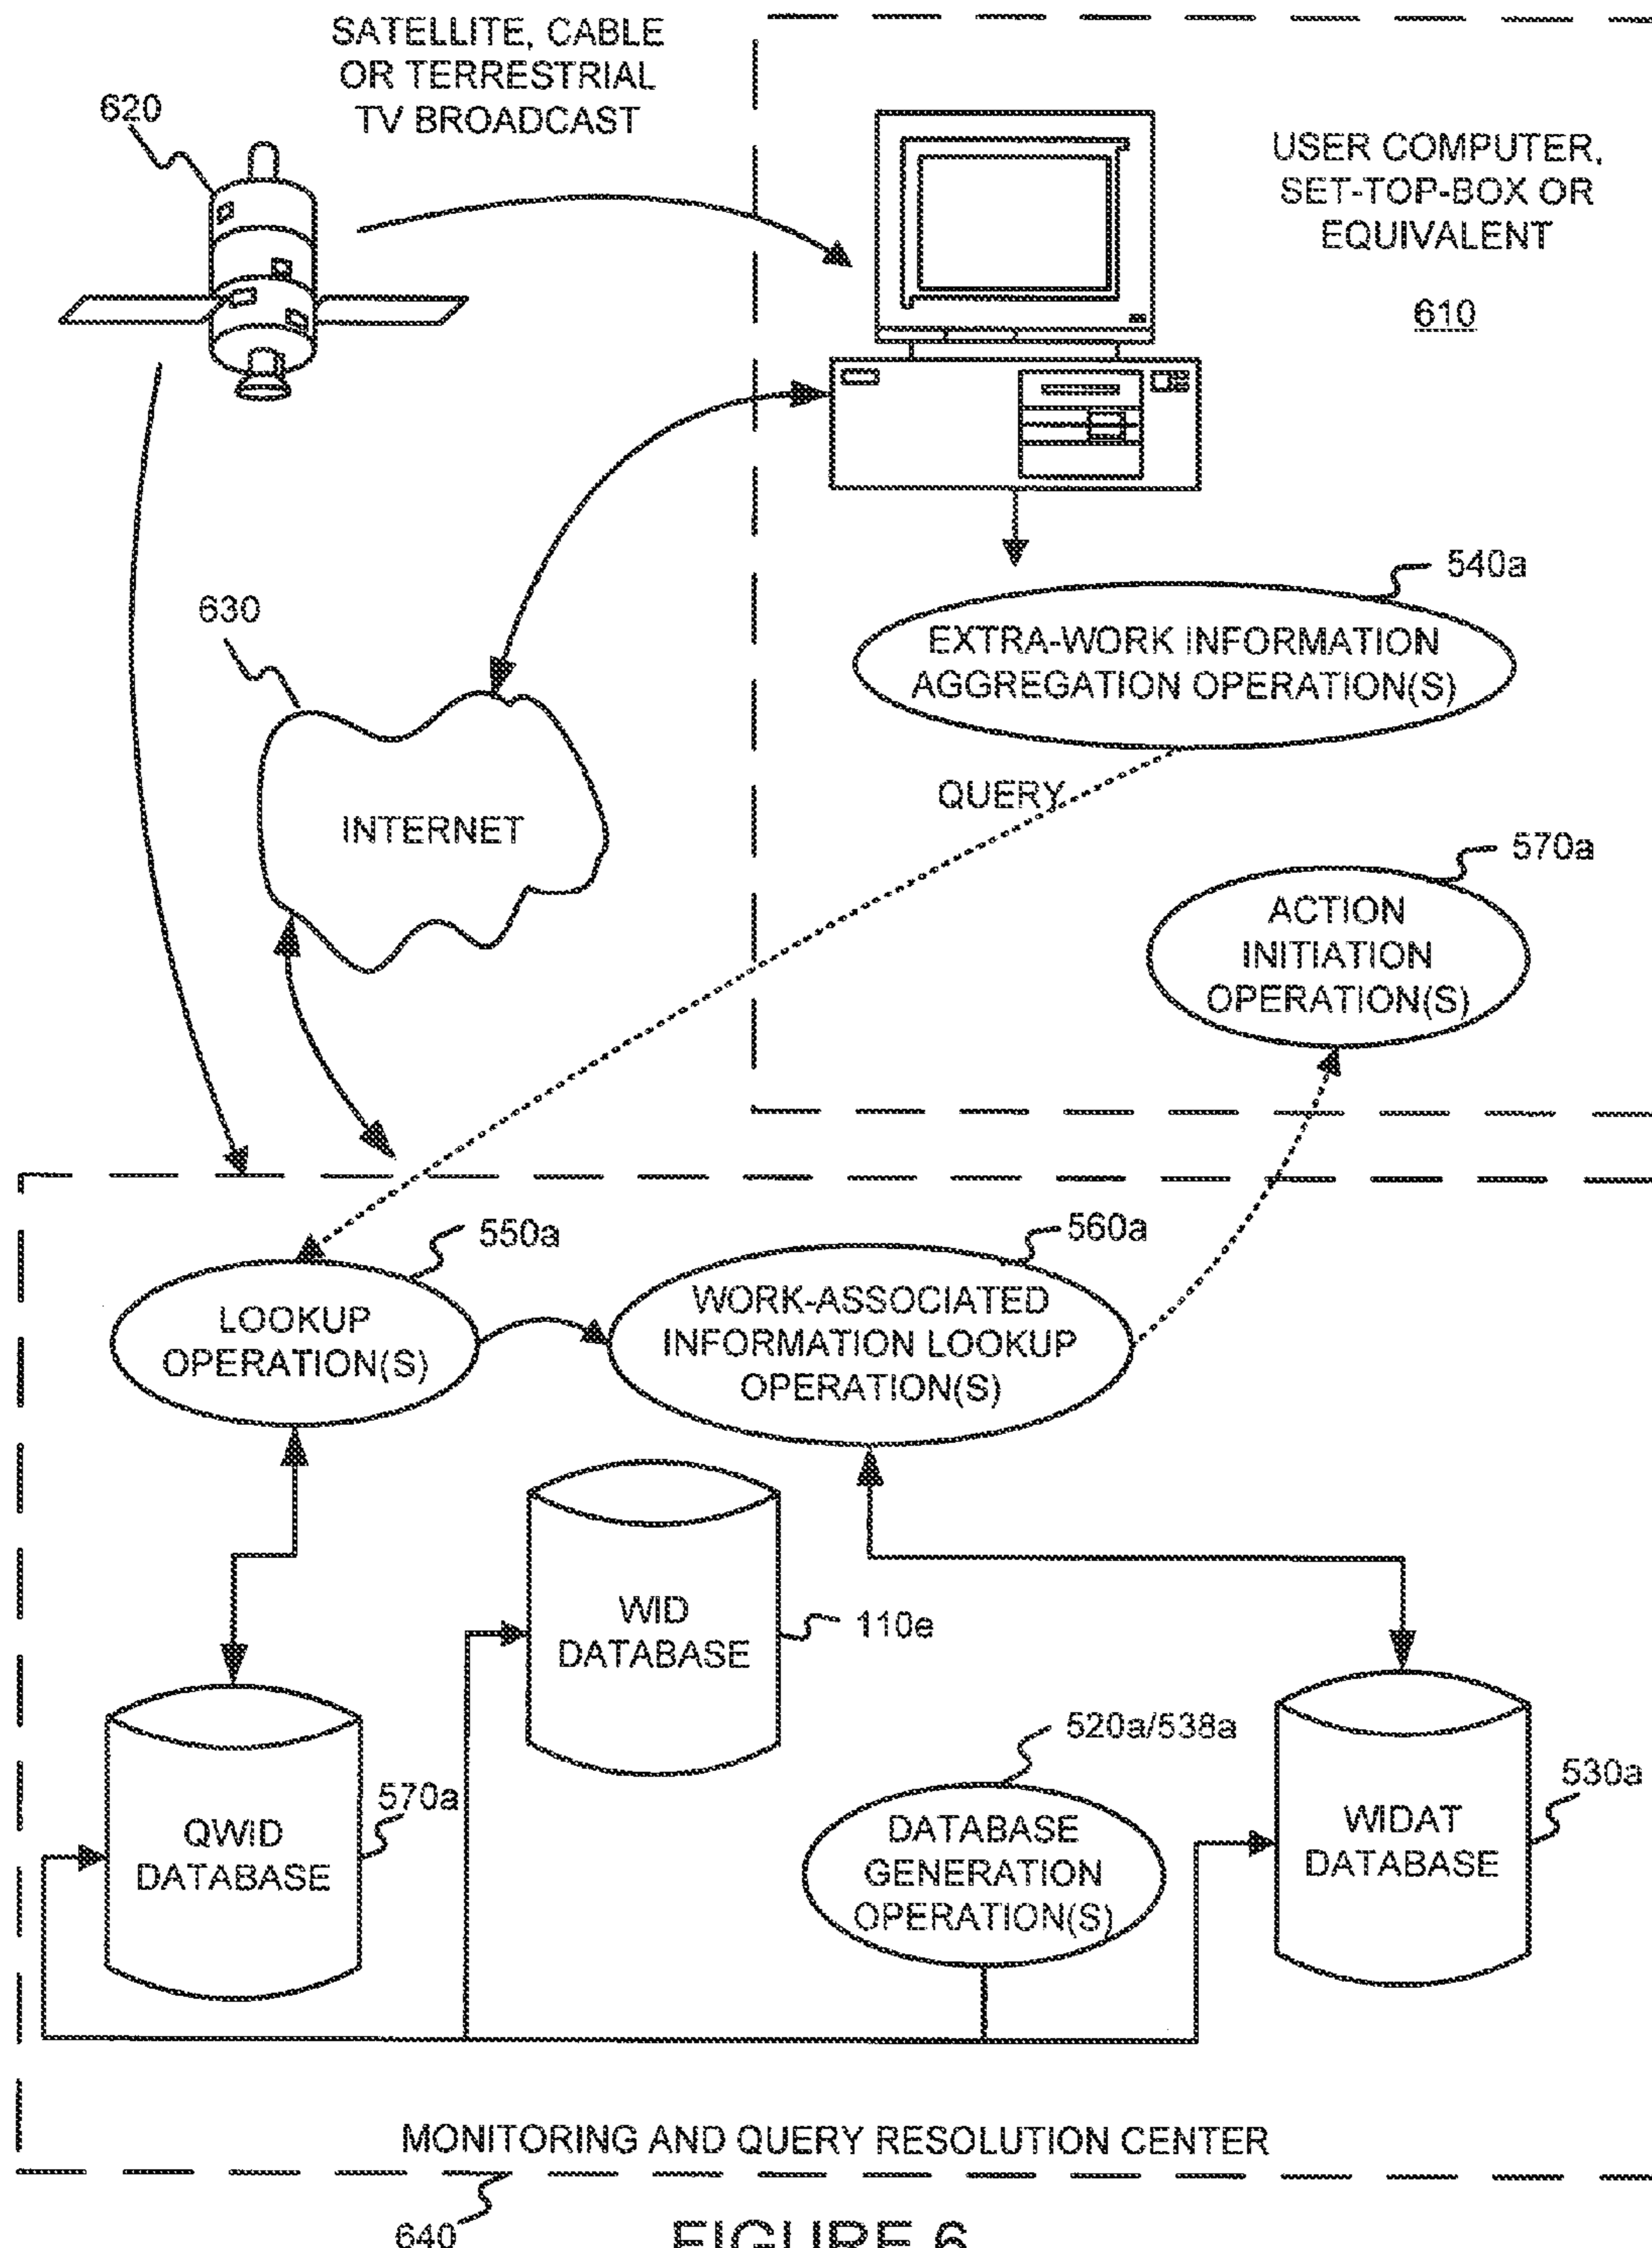 SATELLITE, CABLE
OR TERRESTRIAL
TV BROADCAST
620
USER COMPUTER,
SET-TOP-BOX OR
EQUIVALENT
610
540a
EXTRA-WORK INFORMATION
AGGREGATION OPERATION(S)
630
QUERY
INTERNET
570a
ACTION
INITIATION
OPERATION(S)
550a
560a
LOOKUP
OPERATION(S)
WORK-ASSOCIATED
INFORMATION LOOKUP
OPERATION(S)
WID
DATABASE
110e
520a/538a
570a
530a
QWID
DATABASE
DATABASE
GENERATION
OPERATION(S)
WIDAT
DATABASE
MONITORING AND QUERY RESOLUTION CENTER
640
FIGURE 6